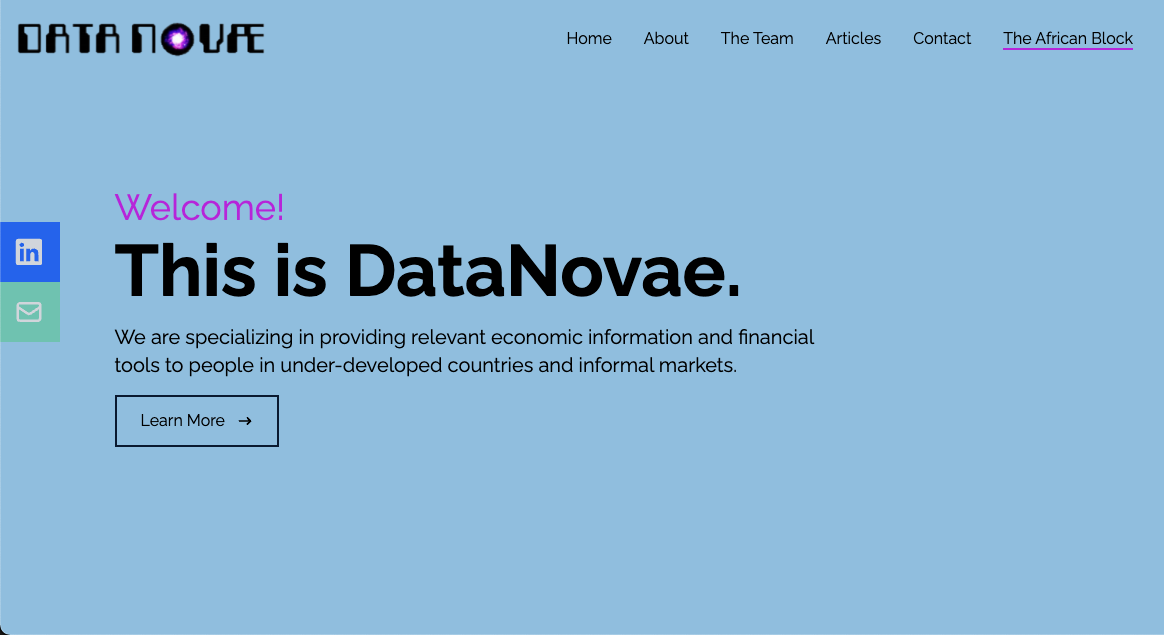 DATA NOVAE
Home About The Team Articles Contact The African Block
Welcome!
This is DataNovae.
in
We are specializing in providing relevant economic information and financial
tools to people in under-developed countries and informal markets.
Learn More →